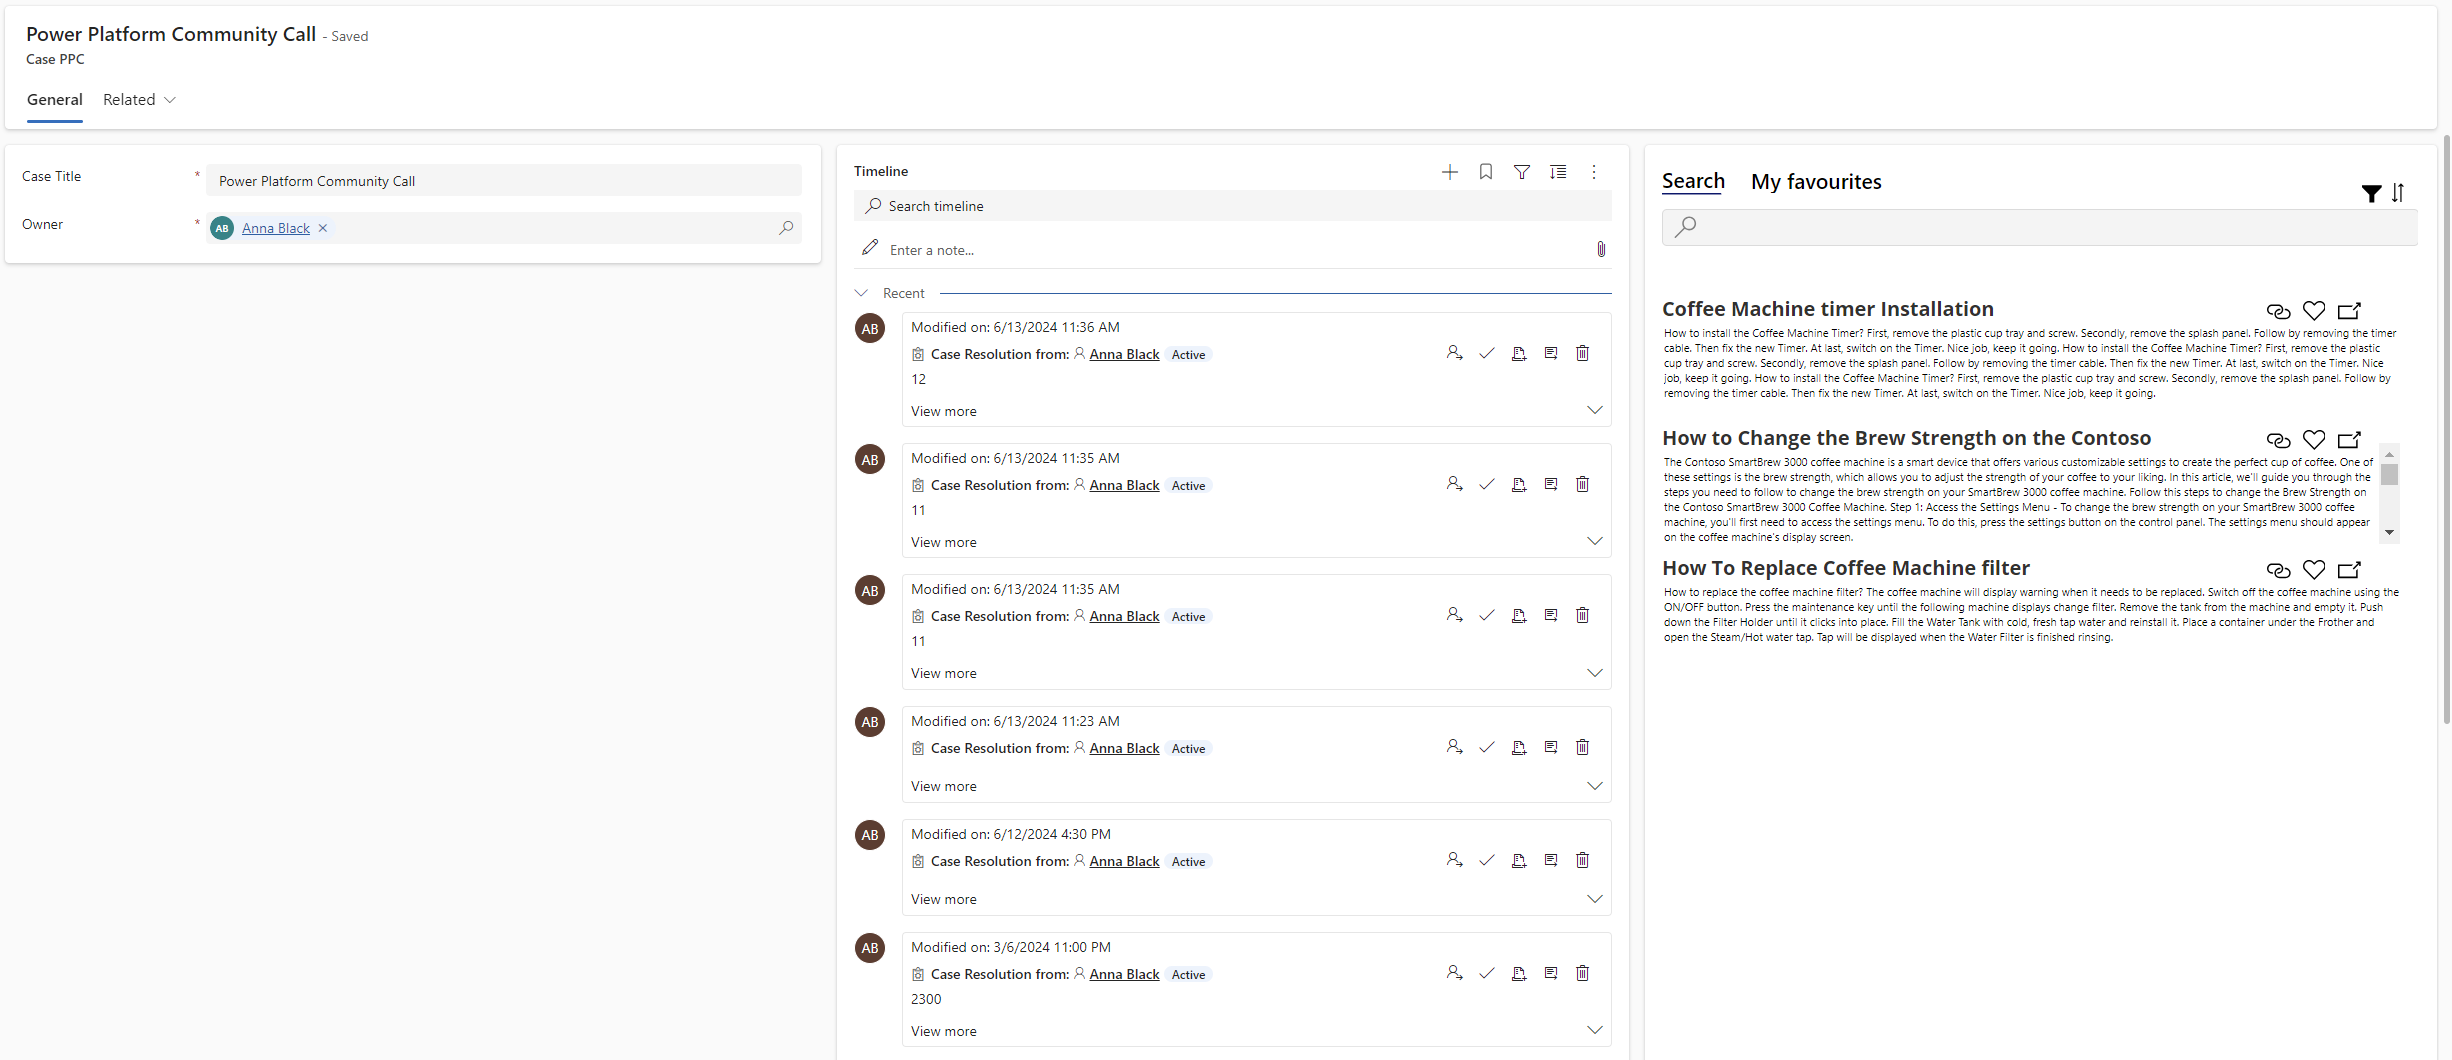 Power Platform Community Call - Saved
Case PPC
General Related
Case Title * Power Platform Community Call
Owner * AB Anna Black
Timeline
Search timeline
Enter a note...
Recent
AB Modified on: 6/13/2024 11:36 AM
Case Resolution from: Anna Black Active
12
View more
AB Modified on: 6/13/2024 11:35 AM
Case Resolution from: Anna Black Active
11
View more
AB Modified on: 6/13/2024 11:35 AM
Case Resolution from: Anna Black Active
11
View more
AB Modified on: 6/13/2024 11:23 AM
Case Resolution from: Anna Black Active
View more
AB Modified on: 6/12/2024 4:30 PM
Case Resolution from: Anna Black Active
View more
AB Modified on: 3/6/2024 11:00 PM
Case Resolution from: Anna Black Active
2300
View more
Search My favourites
Coffee Machine timer Installation
How to install the Coffee Machine Timer? First, remove the plastic cup tray and screw. Secondly, remove the splash panel. Follow by removing the timer
cable. Then fix the new Timer. At last, switch on the Timer. Nice job, keep it going. How to install the Coffee Machine Timer? First, remove the plastic
cup tray and screw. Secondly, remove the splash panel. Follow by removing the timer cable. Then fix the new Timer. At last, switch on the Timer. Nice
job, keep it going. How to install the Coffee Machine Timer? First, remove the plastic cup tray and screw. Secondly, remove the splash panel. Follow by
removing the timer cable. Then fix the new Timer. At last, switch on the Timer. Nice job, keep it going.
How to Change the Brew Strength on the Contoso
The Contoso SmartBrew 3000 coffee machine is a smart device that offers various customizable settings to create the perfect cup of coffee. One of
these settings is the brew strength, which allows you to adjust the strength of your coffee to your liking. In this article, we'll guide you through the
steps you need to follow to change the brew strength on your SmartBrew 3000 coffee machine. Follow this steps to change the Brew Strength on
the Contoso SmartBrew 3000 Coffee Machine. Step 1: Access the Settings Menu - To change the brew strength on your SmartBrew 3000 coffee
machine, you'll first need to access the settings menu. To do this, press the settings button on the control panel. The settings menu should appear
on the coffee machine's display screen.
How To Replace Coffee Machine filter
How to replace the coffee machine filter? The coffee machine will display warning when it needs to be replaced. Switch off the coffee machine using the
ON/OFF button. Press the maintenance key until the following machine displays change filter. Remove the tank from the machine and empty it. Push
down the Filter Holder until it clicks into place. Fill the Water Tank with cold, fresh tap water and reinstall it. Place a container under the Frother and
open the Steam/Hot water tap. Tap will be displayed when the Water Filter is finished rinsing.